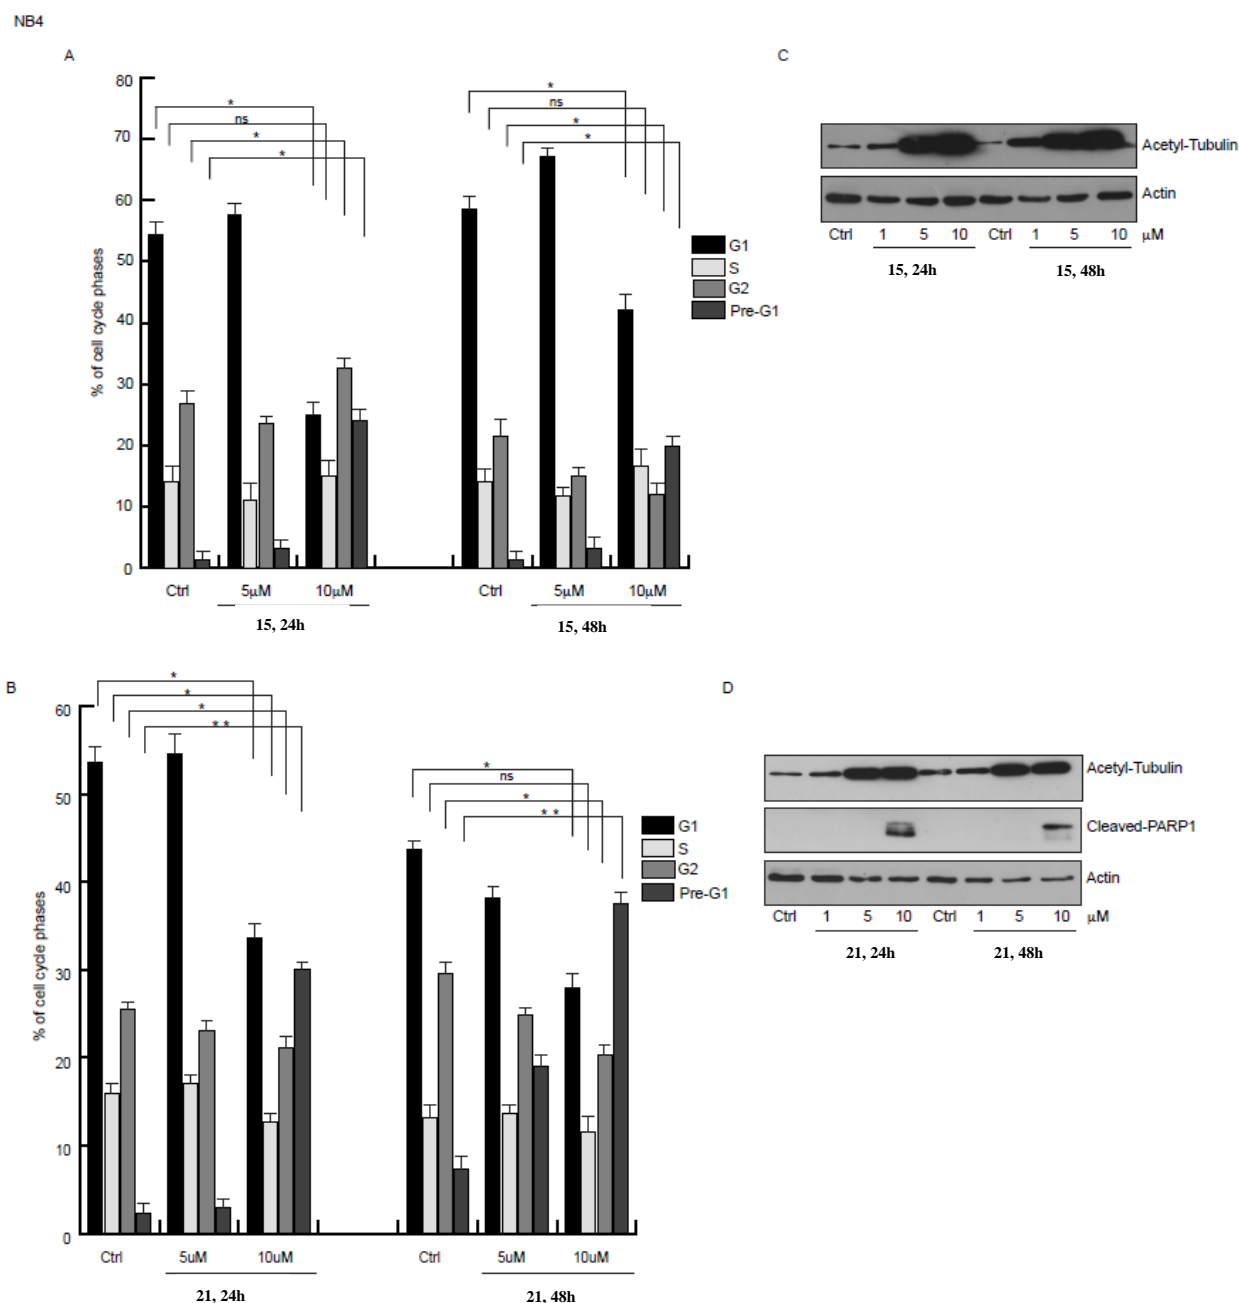 NB4
A
80
70
60
50
40
30
20
10
0
% of cell cycle phases
*
ns
*
*
*
ns
*
*
G1
S
G2
Pre-G1
Ctrl 5μM 10μM Ctrl 5μM 10μM
15, 24h 15, 48h
C
Acetyl-Tubulin
Actin
Ctrl 1 5 10 Ctrl 1 5 10 μM
15, 24h 15, 48h
B
60
50
40
30
20
10
0
% of cell cycle phases
*
*
*
**
*
ns
*
**
G1
S
G2
Pre-G1
Ctrl 5uM 10uM Ctrl 5uM 10uM
21, 24h 21, 48h
D
Acetyl-Tubulin
Cleaved-PARP1
Actin
Ctrl 1 5 10 Ctrl 1 5 10 μM
21, 24h 21, 48h